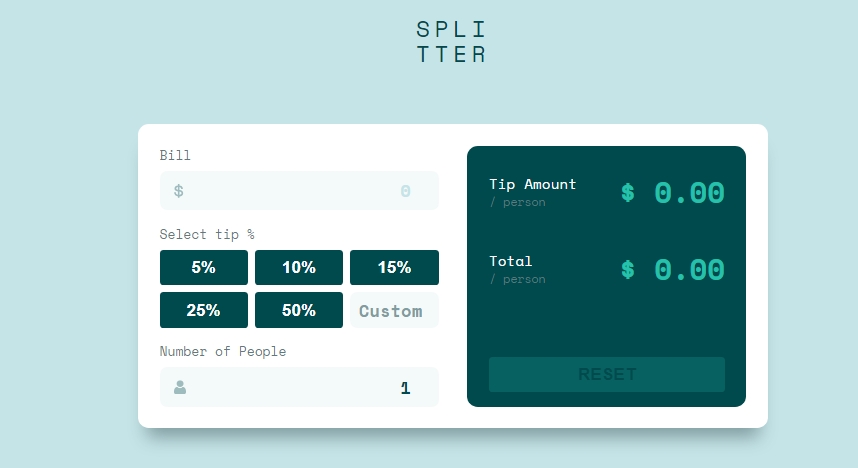 SPLI
TTER
Bill
$ 0
Select tip %
5% 10% 15%
25% 50% Custom
Number of People
1
Tip Amount
/ person
$ 0.00
Total
/ person
$ 0.00
RESET